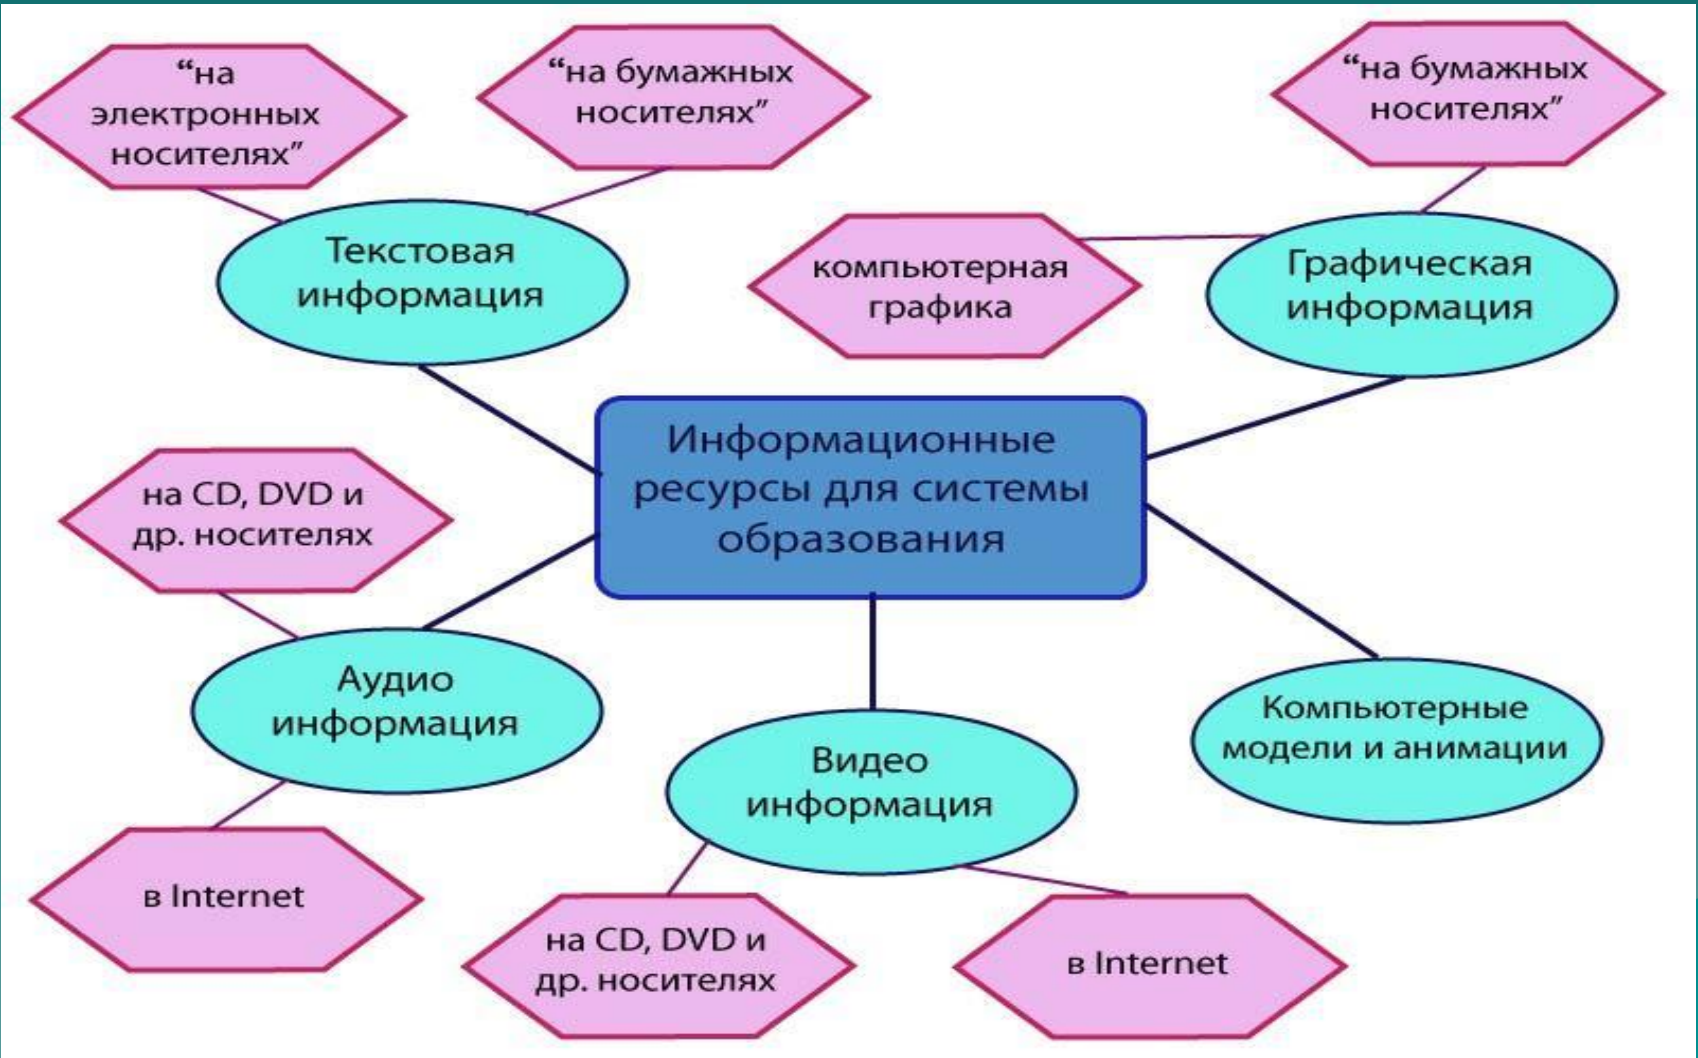 “на
электронных
носителях”
“на бумажных
носителях”
“на бумажных
носителях”
Текстовая
информация
компьютерная
графика
Графическая
информация
Информационные
ресурсы для системы
образования
на CD, DVD и
др. носителях
Аудио
информация
Видео
информация
Компьютерные
модели и анимации
в Internet
на CD, DVD и
др. носителях
в Internet